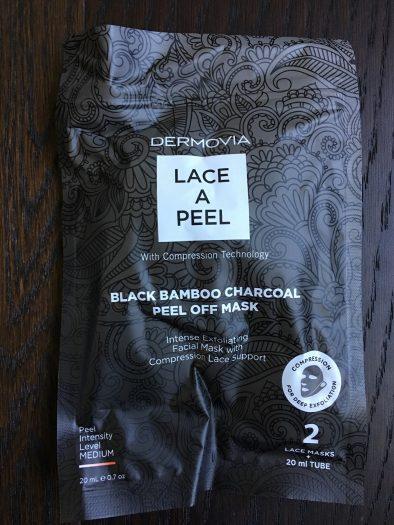 DERMOVIA
LACE
A
PEEL
With Compression Technology
BLACK BAMBOO CHARCOAL
PEEL OFF MASK
Intense Exfoliating
Facial Mask with
Compression Lace Support
COMPRESSION
FOR DEEP EXFOLIATION
Peel
Intensity
Level
MEDIUM
20 mL e 0.7 oz
2
LACE MASKS
+
20 ml TUBE